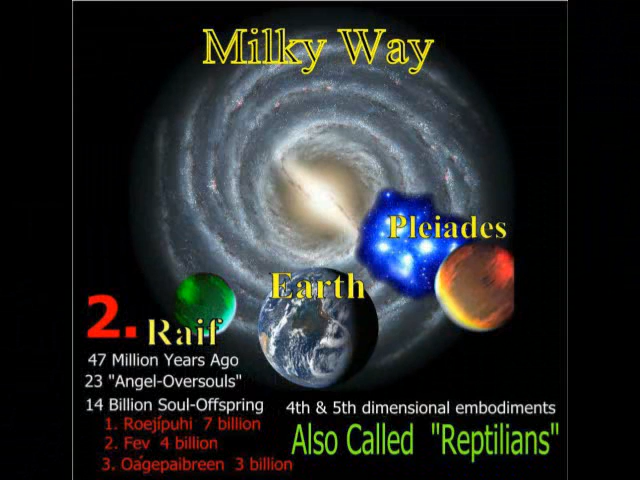 Milky Way
Pleiades
Earth
2. Raif
47 Million Years Ago
23 "Angel-Oversouls"
14 Billion Soul-Offspring
1. Roejípuhi 7 billion
2. Fev 4 billion
3. Oágepaibreen 3 billion
4th & 5th dimensional embodiments
Also Called "Reptilians"